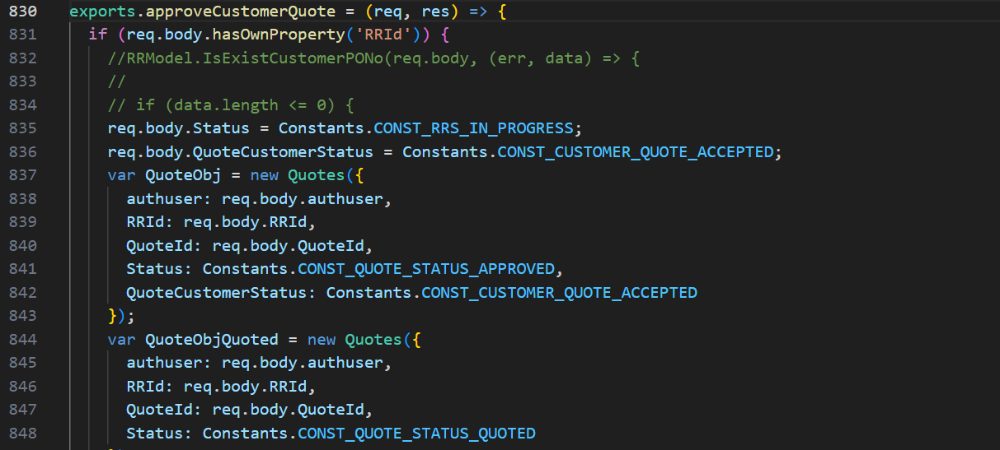 830 exports.approveCustomerQuote = (req, res) => {
831 if (req.body.hasOwnProperty('RRId')) {
832 //RRModel.IsExistCustomerPONo(req.body, (err, data) => {
833 //
834 // if (data.length <= 0) {
835 req.body.Status = Constants.CONST_RRS_IN_PROGRESS;
836 req.body.QuoteCustomerStatus = Constants.CONST_CUSTOMER_QUOTE_ACCEPTED;
837 var QuoteObj = new Quotes({
838 authuser: req.body.authuser,
839 RRId: req.body.RRId,
840 QuoteId: req.body.QuoteId,
841 Status: Constants.CONST_QUOTE_STATUS_APPROVED,
842 QuoteCustomerStatus: Constants.CONST_CUSTOMER_QUOTE_ACCEPTED
843 });
844 var QuoteObjQuoted = new Quotes({
845 authuser: req.body.authuser,
846 RRId: req.body.RRId,
847 QuoteId: req.body.QuoteId,
848 Status: Constants.CONST_QUOTE_STATUS_QUOTED